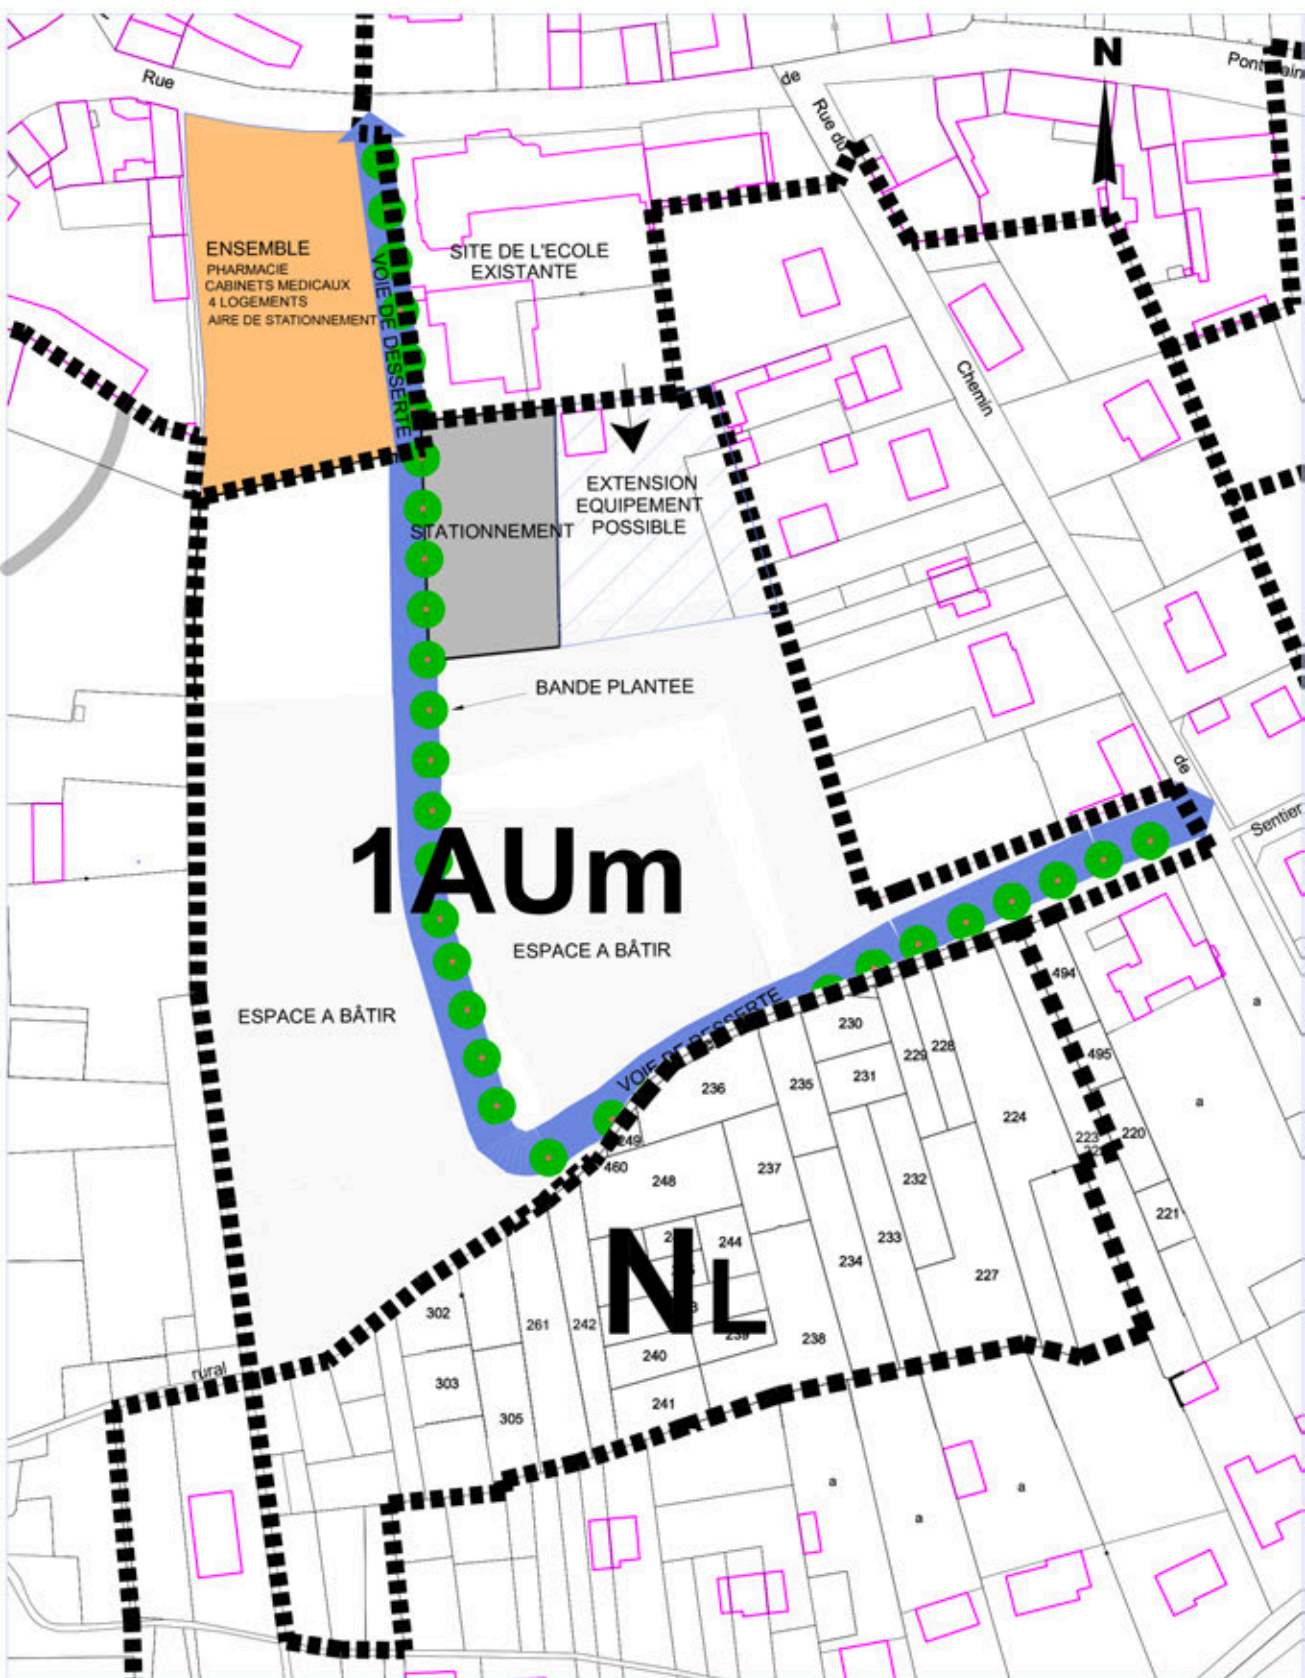 Rue
de
Pont
N
Rue du
ENSEMBLE
PHARMACIE
CABINETS MEDICAUX
4 LOGEMENTS
AIRE DE STATIONNEMENT
VOIE DE DESSERTE
SITE DE L'ECOLE
EXISTANTE
Chemin
EXTENSION
EQUIPEMENT
POSSIBLE
STATIONNEMENT
BANDE PLANTEE
de
Sentier
1AUm
ESPACE A BÂTIR
ESPACE A BÂTIR
VOIE DE DESSERTE
494
a
230
229
228
495
236
235
231
224
a
249
460
223
220
248
237
232
221
244
233
234
227
NL
302
261
242
239
238
240
rural
303
241
305
a
a
a